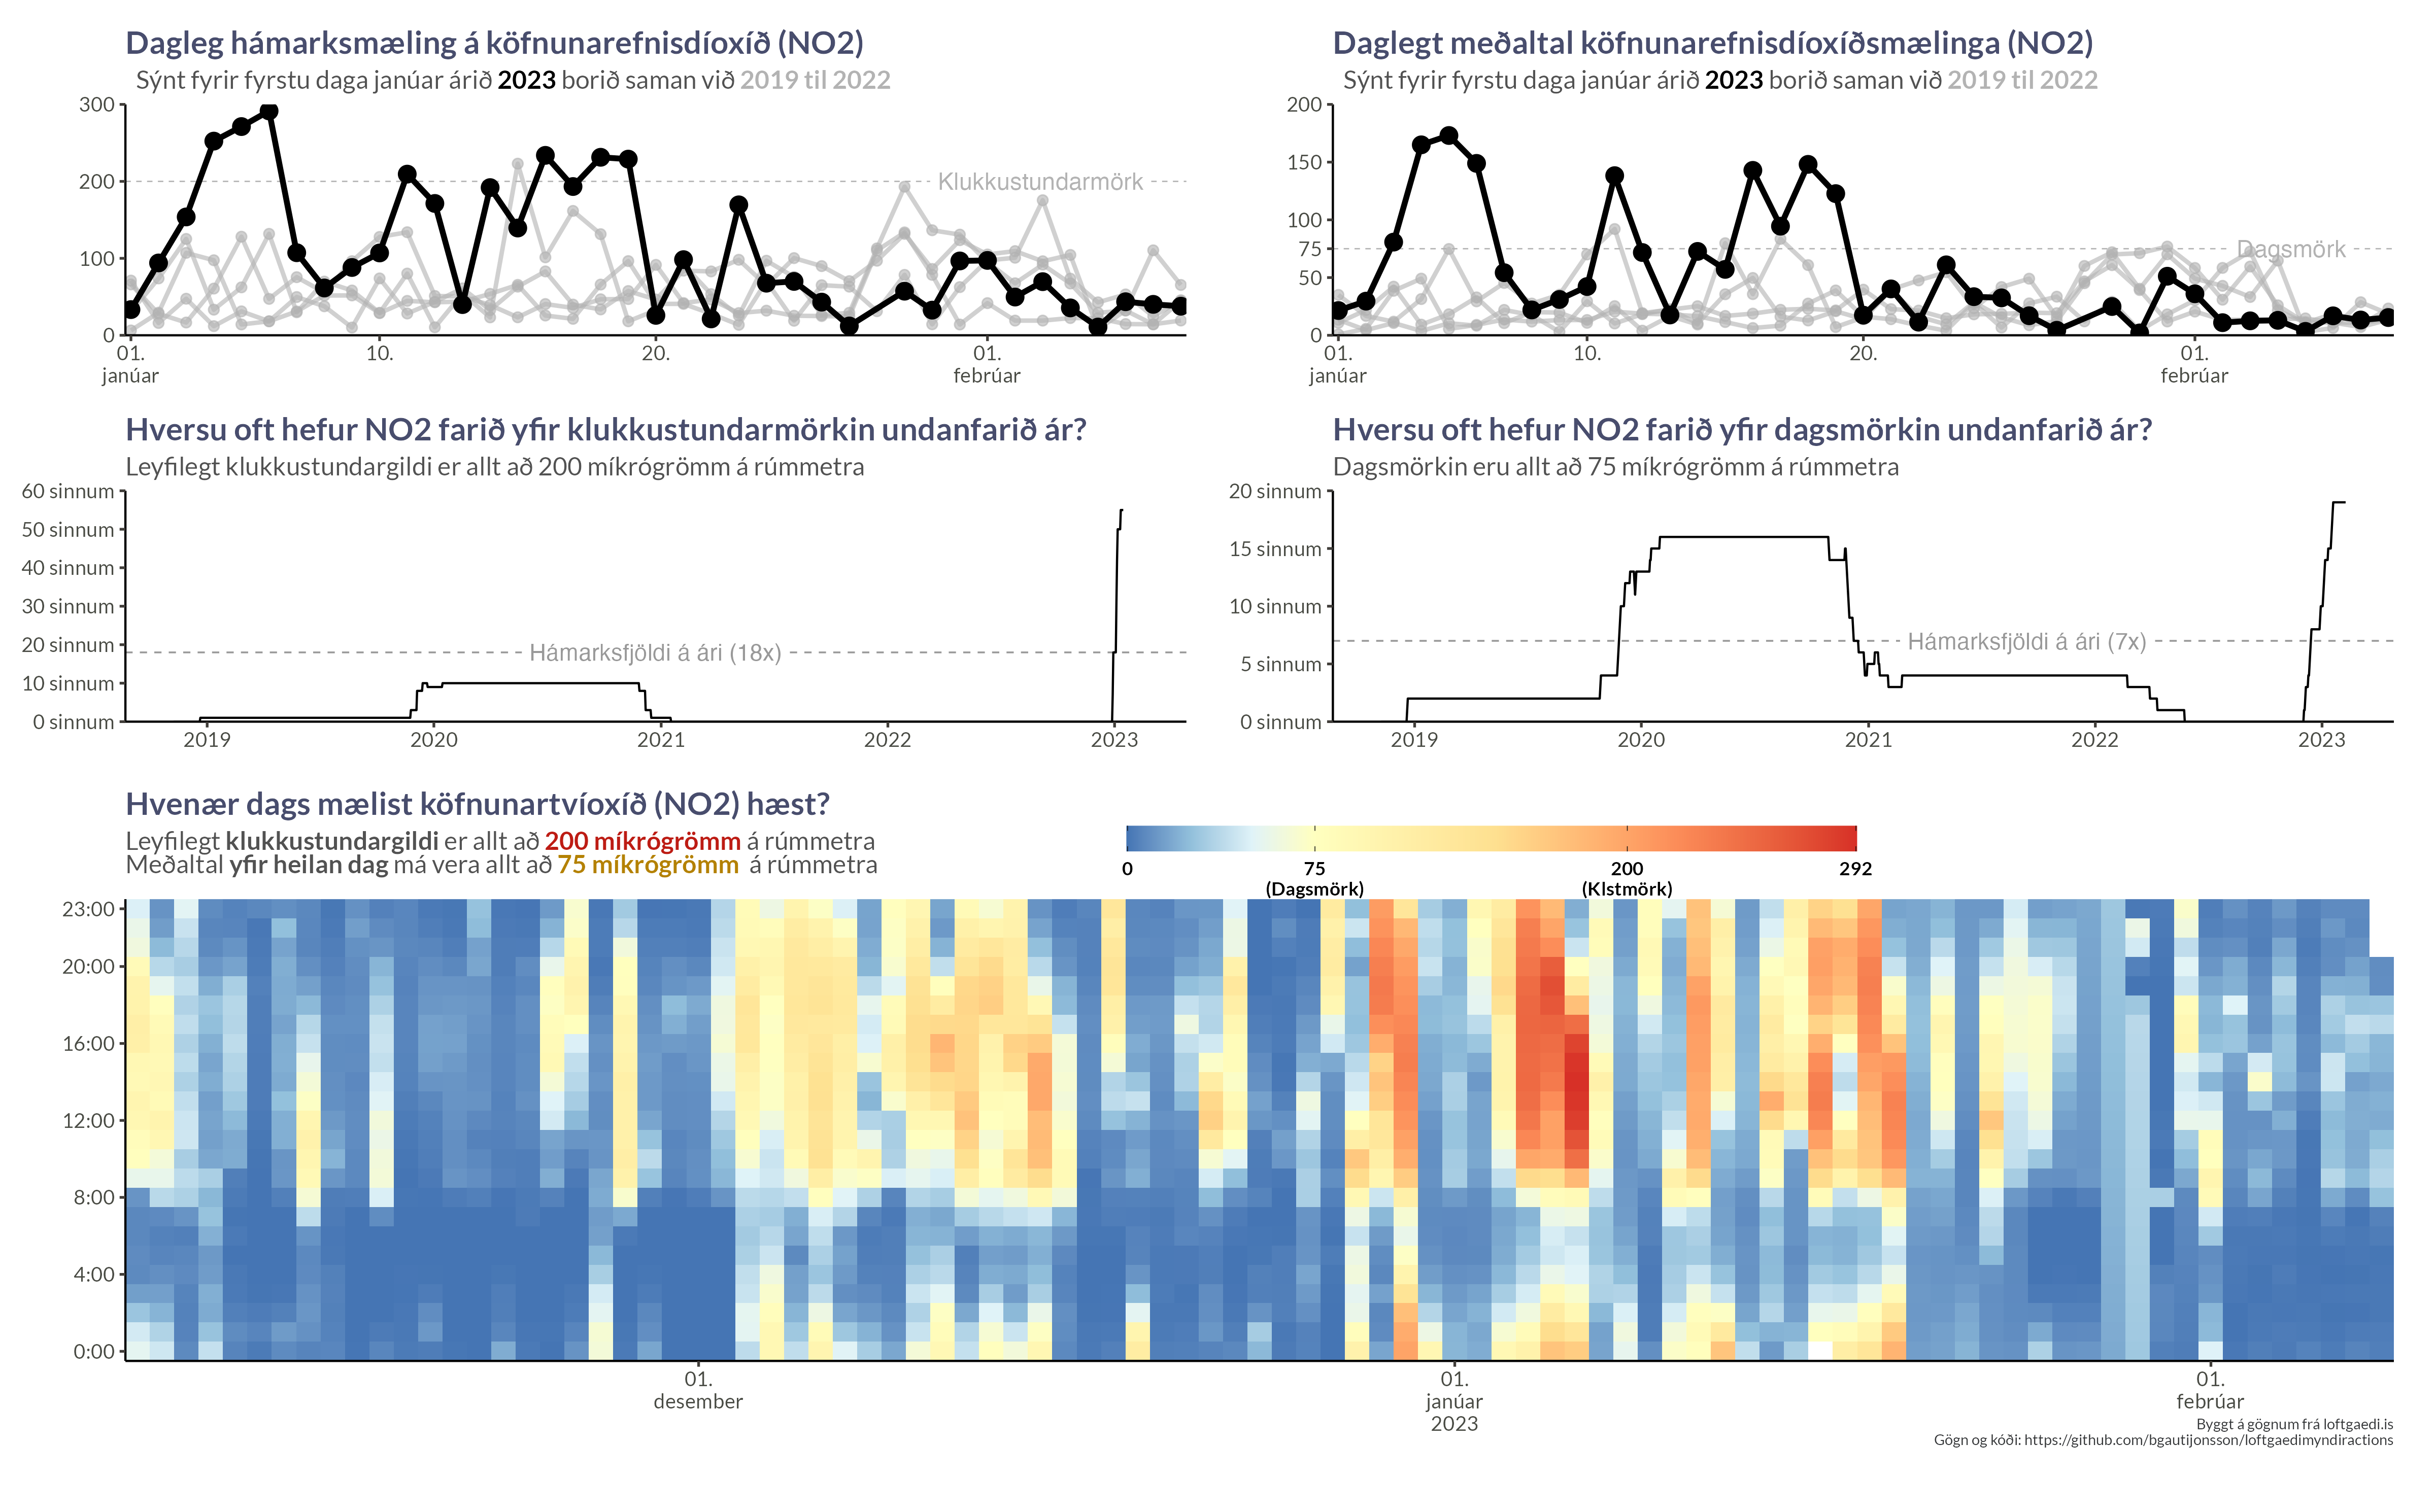 Dagleg hámarksmæling á köfnunarefnisdíoxíð (NO2)
Sýnt fyrir fyrstu daga janúar árið 2023 borið saman við 2019 til 2022
300
200
100
0
Klukkustundarmörk
01.
janúar
10.
20.
01.
febrúar
Daglegt meðaltal köfnunarefnisdíoxíðsmælinga (NO2)
Sýnt fyrir fyrstu daga janúar árið 2023 borið saman við 2019 til 2022
200
150
100
75
50
0
Dagsmörk
01.
janúar
10.
20.
01.
febrúar
Hversu oft hefur NO2 farið yfir klukkustundarmörkin undanfarið ár?
Leyfilegt klukkustundargildi er allt að 200 míkrógrömm á rúmmetra
60 sinnum
50 sinnum
40 sinnum
30 sinnum
20 sinnum
10 sinnum
0 sinnum
Hámarksfjöldi á ári (18x)
2019
2020
2021
2022
2023
Hversu oft hefur NO2 farið yfir dagsmörkin undanfarið ár?
Dagsmörkin eru allt að 75 míkrógrömm á rúmmetra
20 sinnum
15 sinnum
10 sinnum
5 sinnum
0 sinnum
Hámarksfjöldi á ári (7x)
2019
2020
2021
2022
2023
Hvenær dags mælist köfnunartvíoxíð (NO2) hæst?
Leyfilegt klukkustundargildi er allt að 200 míkrógrömm á rúmmetra
Meðaltal yfir heilan dag má vera allt að 75 míkrógrömm á rúmmetra
0
75
(Dagsmörk)
200
(Klstmörk)
292
23:00
20:00
16:00
12:00
8:00
4:00
0:00
01.
desember
01.
janúar
2023
01.
febrúar
Byggt á gögnum frá loftgaedi.is
Gögn og kóði: https://github.com/bgautijonsson/loftgaedimyndiractions